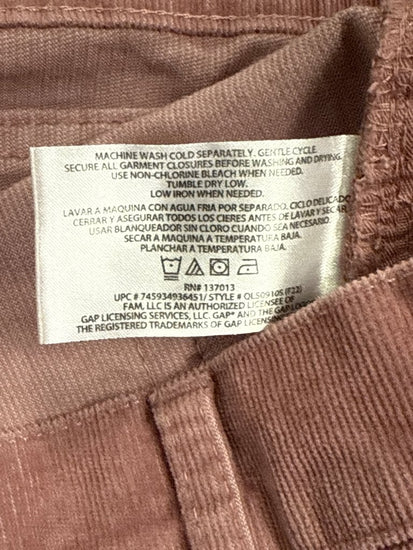 MACHINE WASH COLD SEPARATELY. GENTLE CYCLE.
SECURE ALL GARMENT CLOSURES BEFORE WASHING AND DRYING.
USE NON-CHLORINE BLEACH WHEN NEEDED.
TUMBLE DRY LOW.
LOW IRON WHEN NEEDED.
LAVAR A MAQUINA CON AGUA FRIA POR SEPARADO. CICLO DELICADO
CERRAR Y ASEGURAR TODOS LOS CIERES ANTES DE LAVAR Y SECAR
USAR BLANQUEADOR SIN CLORO CUANDO SEA NECESARIO.
SECAR A MAQUINA A TEMPERATURA BAJA.
PLANCHAR A TEMPERATURA BAJA.
RN# 137013
UPC # 745934936451/ STYLE # QLS0910S (F22)
FAM, LLC IS AN AUTHORIZED LICENSEE OF
GAP LICENSING SERVICES, LLC. GAP® AND THE GAP LOGO
THE REGISTERED TRADEMARKS OF GAP LICENSING